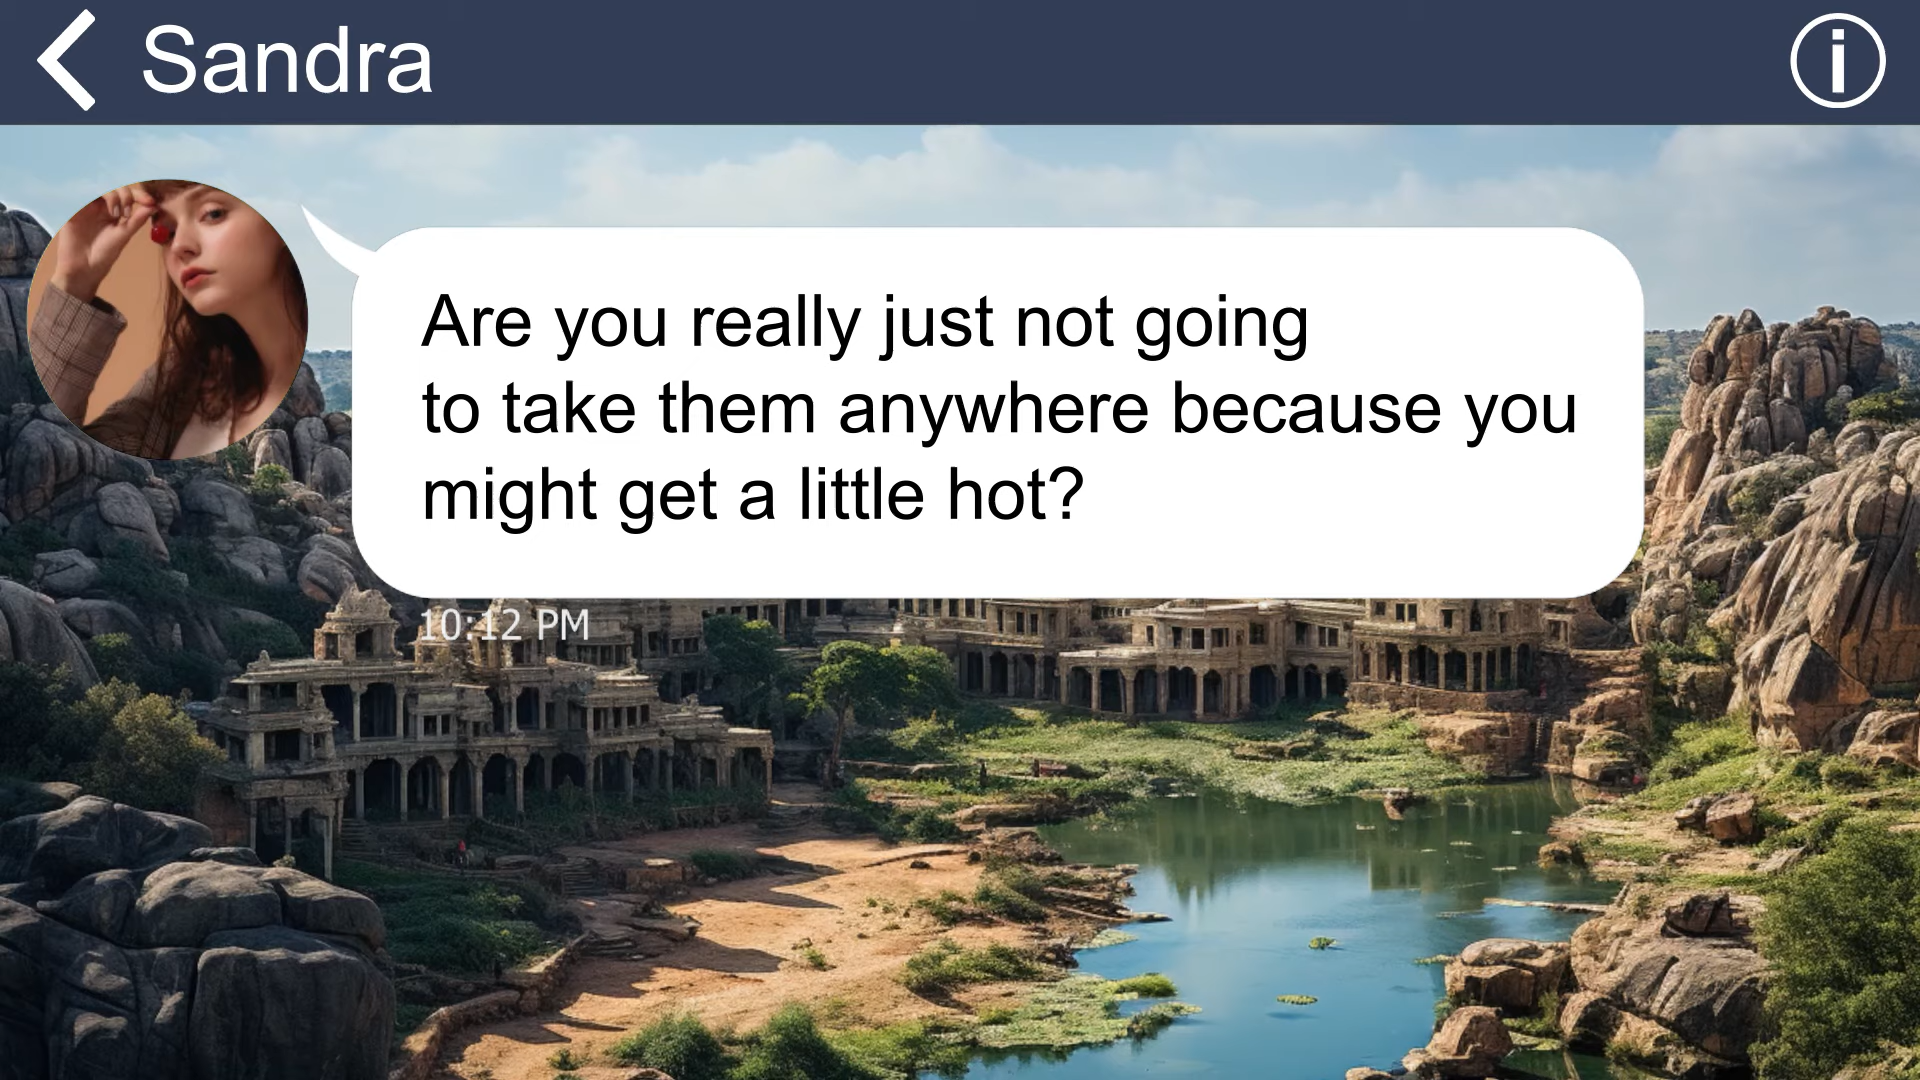 Sandra
Are you really just not going
to take them anywhere because you
might get a little hot?
10:12 PM